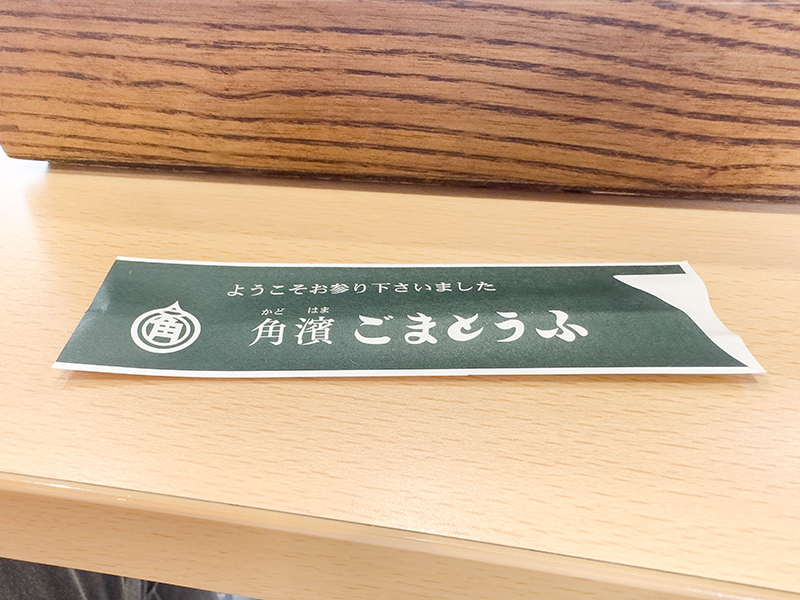 ようこそお参り下さいました
かど はま
角濱 ごまとうふ
角